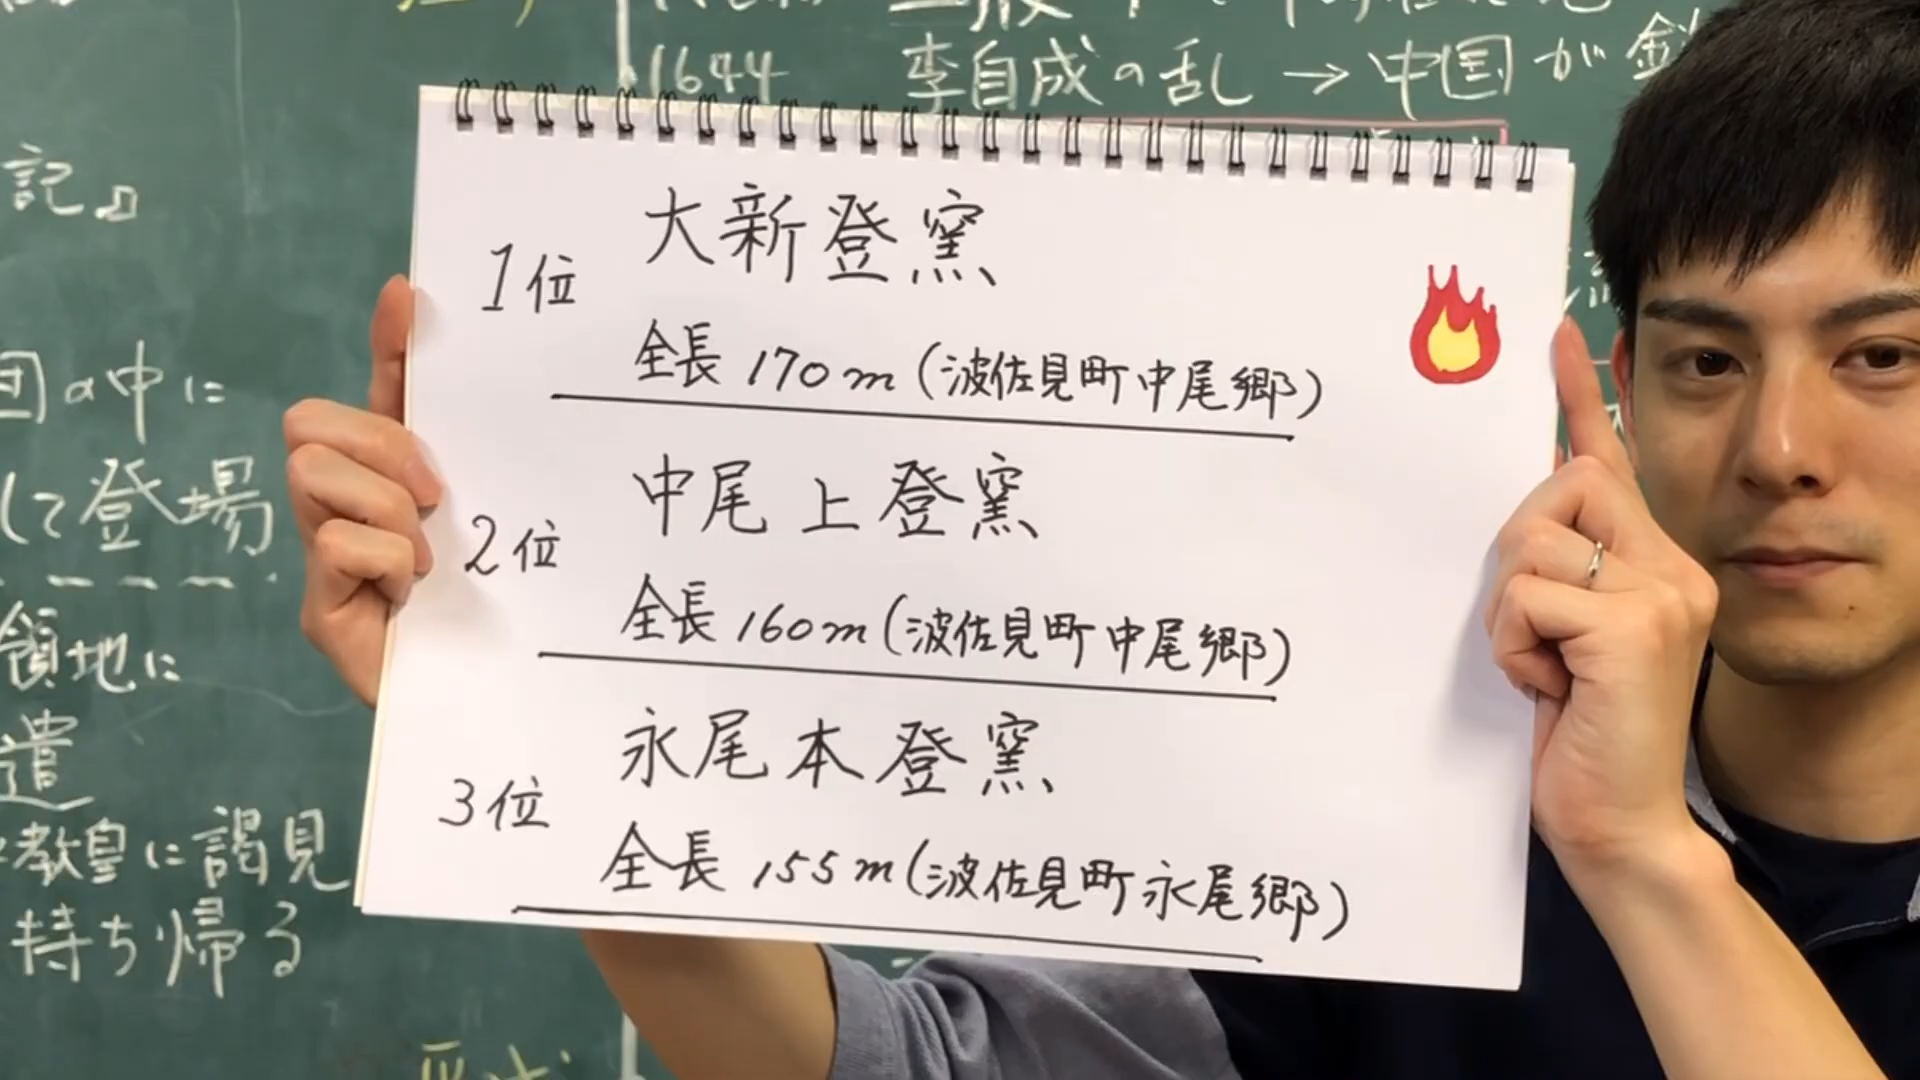 1644 李自成の乱→中国が
記』
団の中に
して登場
領地に
遣
教皇に謁見
持ち帰る
1位 大新登窯
全長 170m(波佐見町中尾郷)
2位 中尾上登窯
全長 160m(波佐見町中尾郷)
3位 永尾本登窯
全長 155m(波佐見町永尾郷)